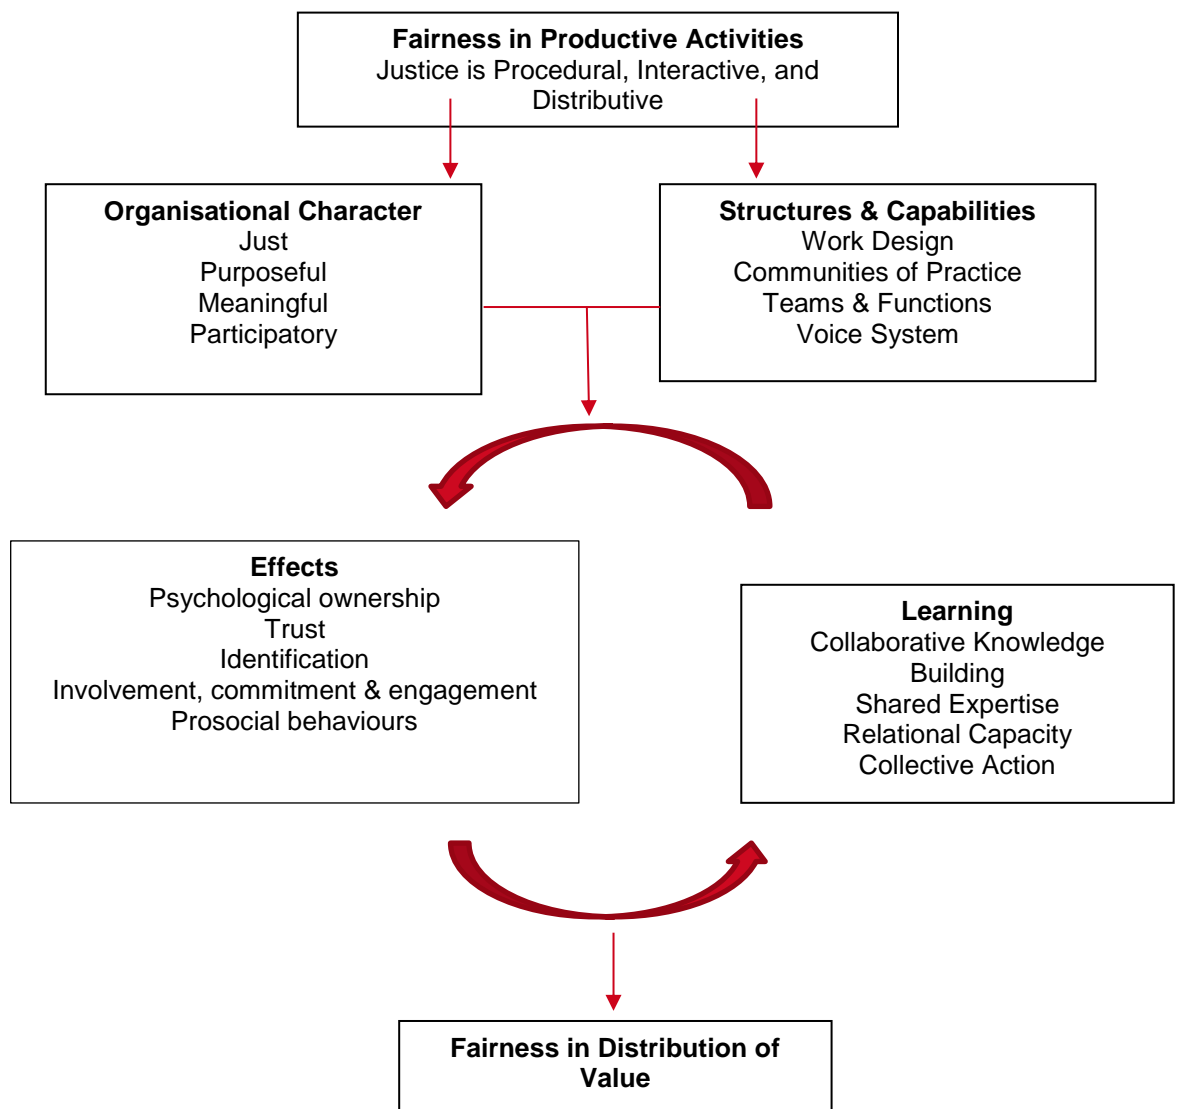 Fairness in Productive Activities
Justice is Procedural, Interactive, and
Distributive
Organisational Character
Just
Purposeful
Meaningful
Participatory
Structures & Capabilities
Work Design
Communities of Practice
Teams & Functions
Voice System
Effects
Psychological ownership
Trust
Identification
Involvement, commitment & engagement
Prosocial behaviours
Learning
Collaborative Knowledge
Building
Shared Expertise
Relational Capacity
Collective Action
Fairness in Distribution of
Value